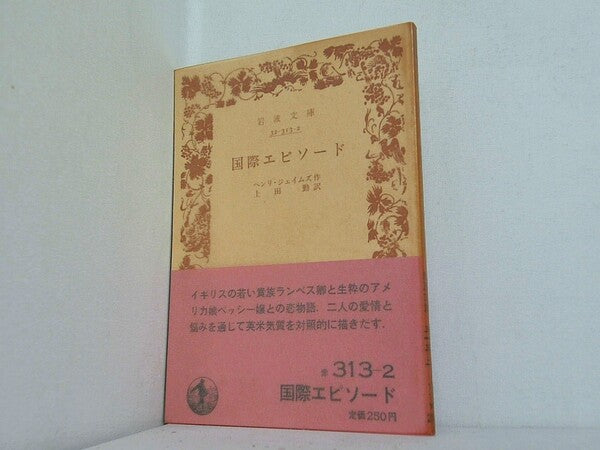 岩波文庫
32-313-2
国際エピソード
ヘンリ・ジェイムズ作
上田勤訳
イギリスの若い貴族ランベス卿と生粋のアメ
リカ娘ベッシー嬢との恋物語．二人の愛情と
悩みを通して英米気質を対照的に描きだす．
赤 313-2
国際エピソード
定価250円